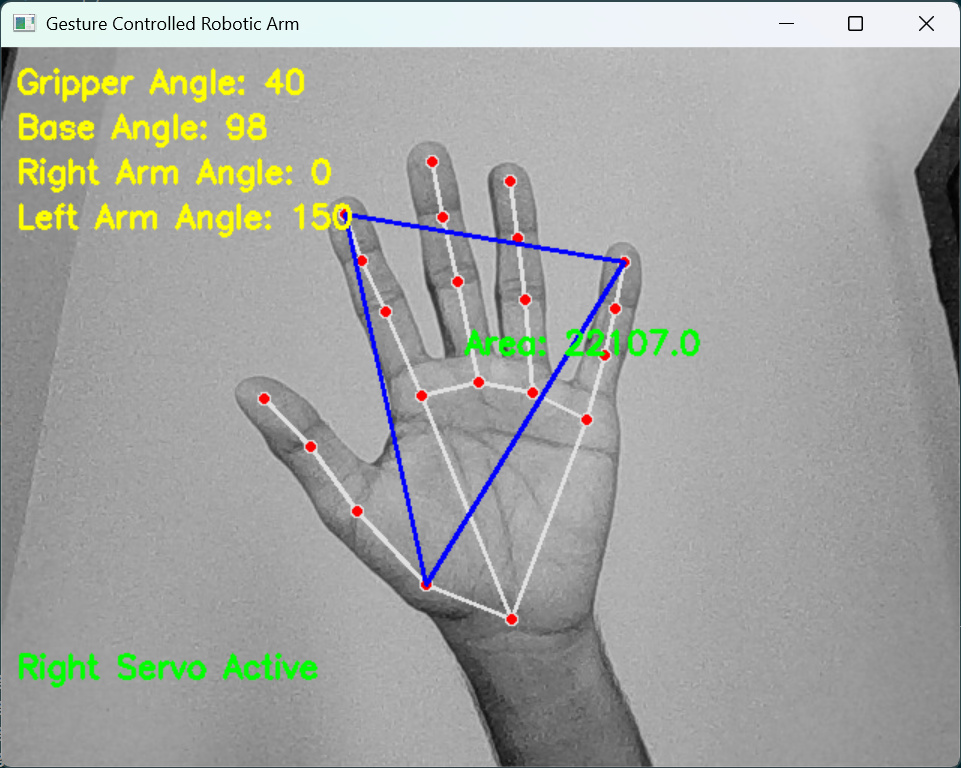 Gesture Controlled Robotic Arm
Gripper Angle: 40
Base Angle: 98
Right Arm Angle: 0
Left Arm Angle: 150
Area: 22107.0
Right Servo Active